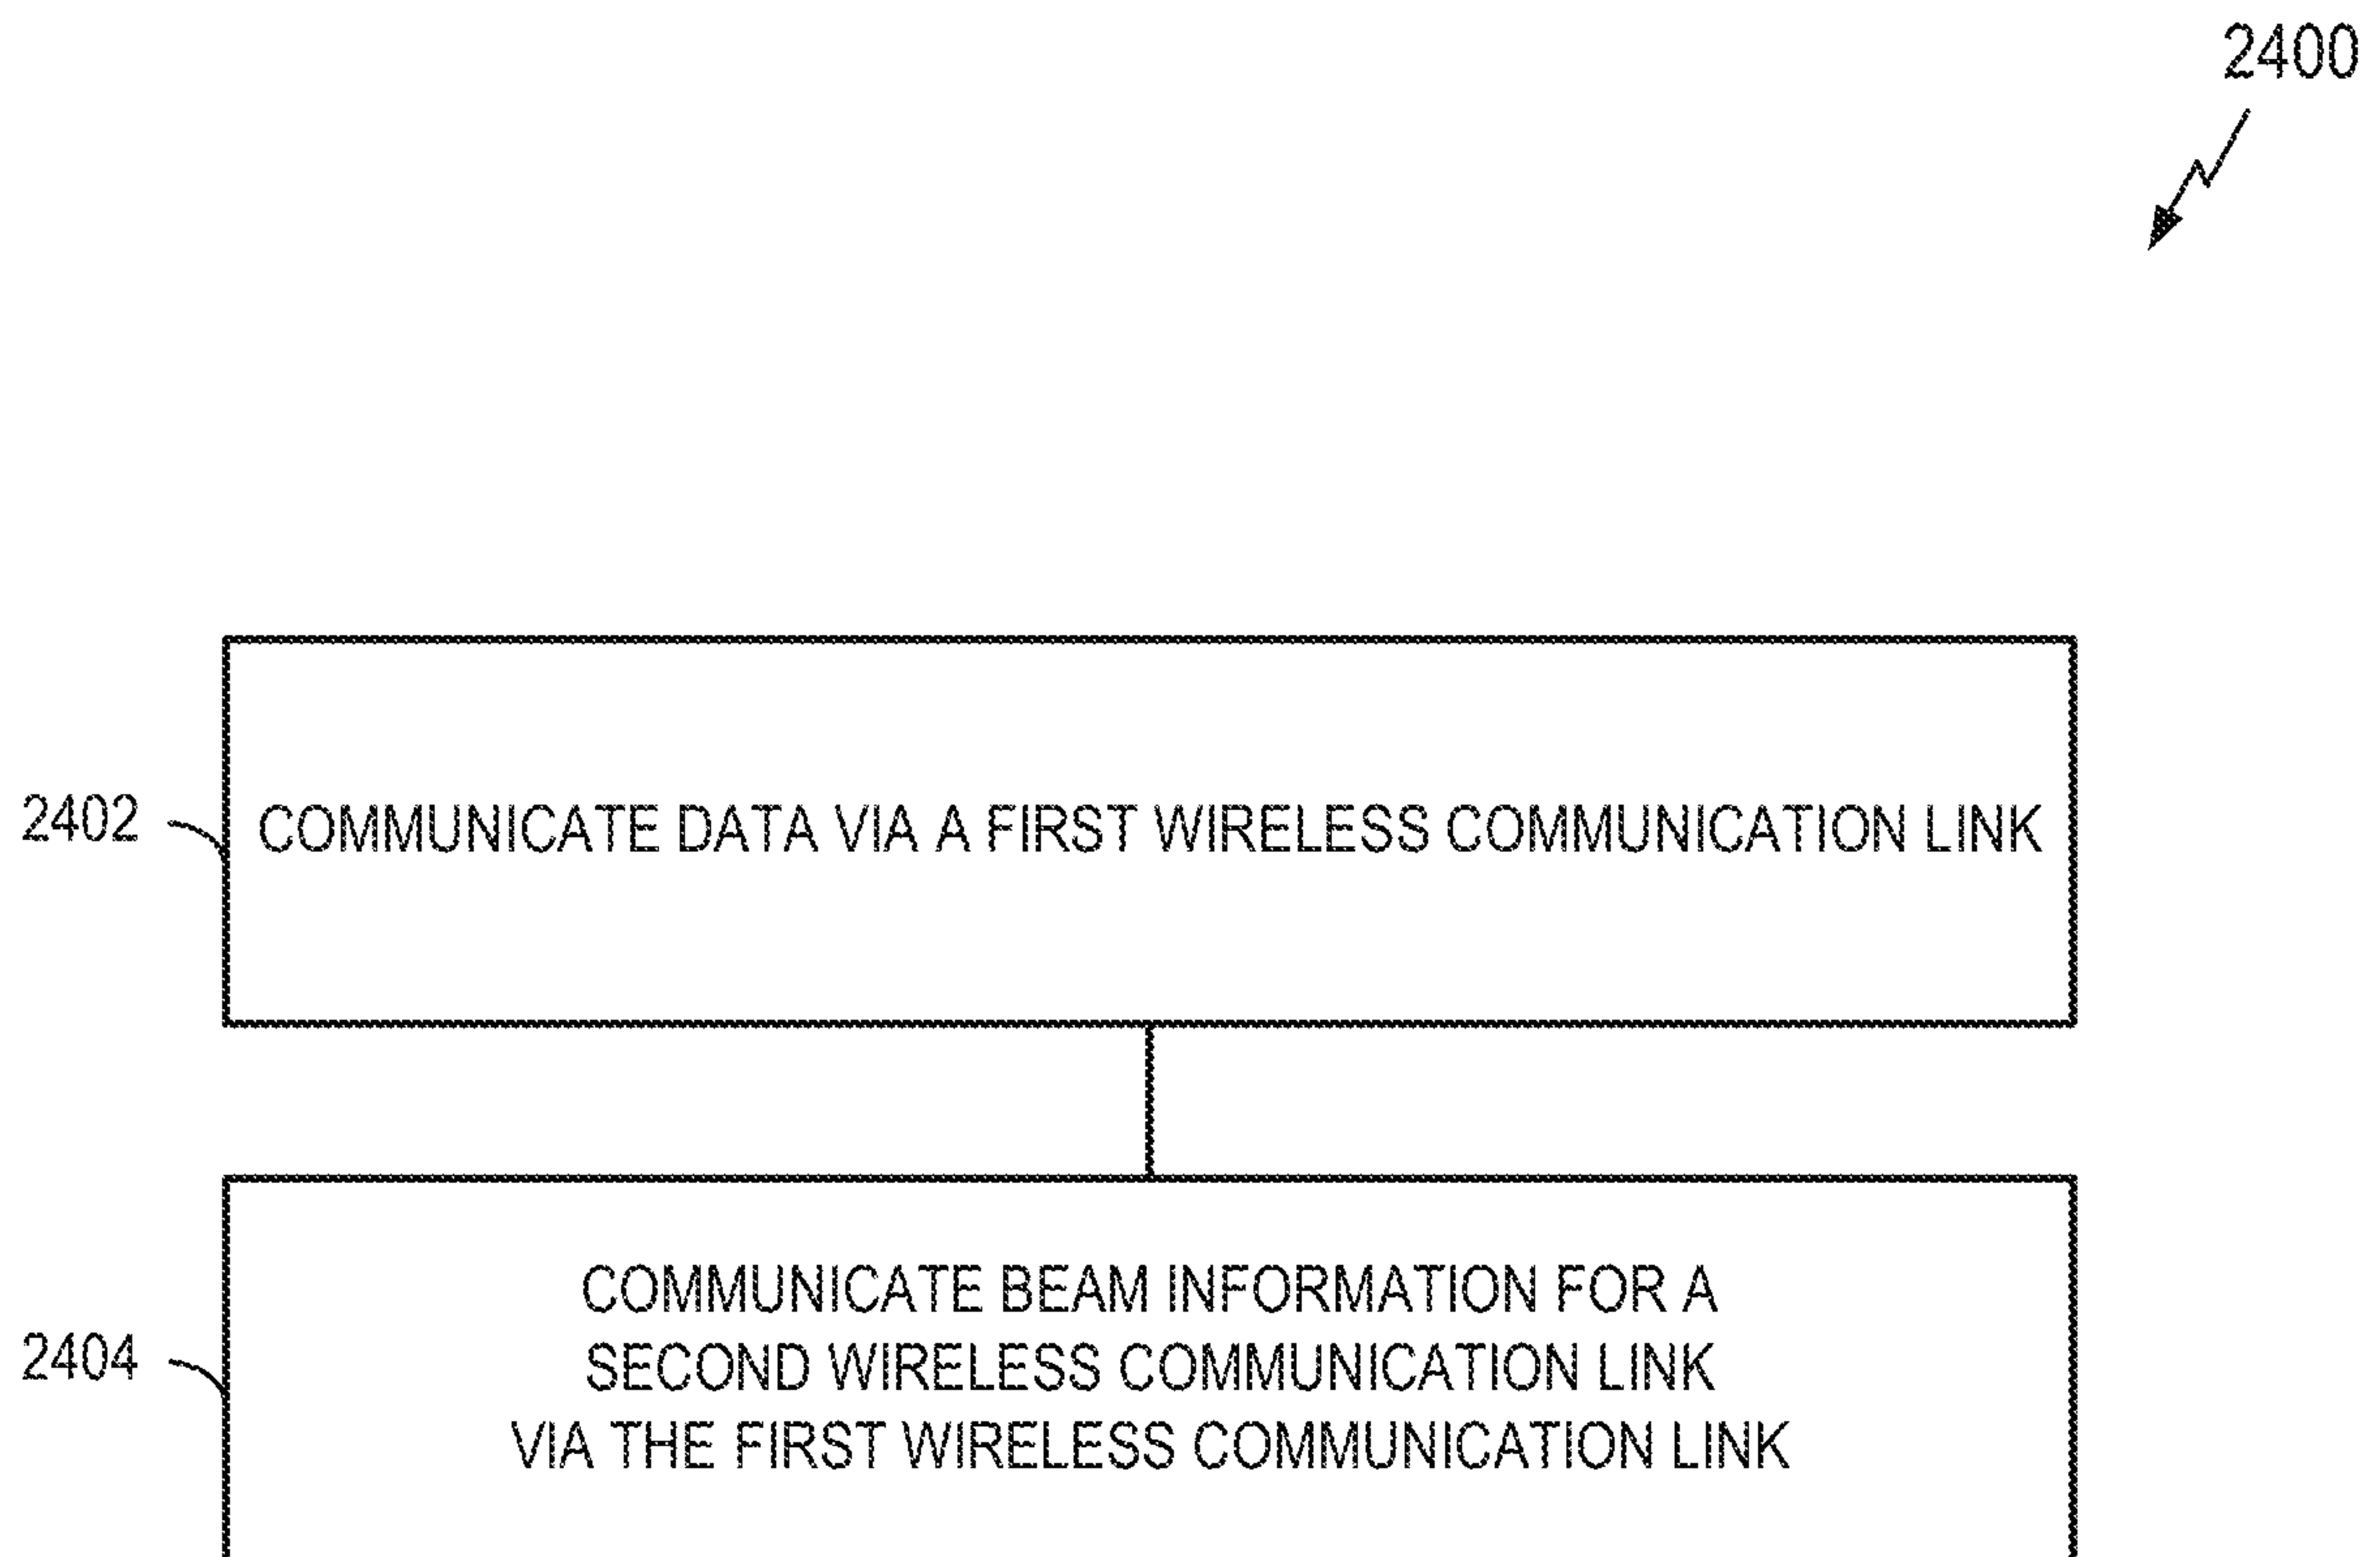 2400
2402
COMMUNICATE DATA VIA A FIRST WIRELESS COMMUNICATION LINK
2404
COMMUNICATE BEAM INFORMATION FOR A
SECOND WIRELESS COMMUNICATION LINK
VIA THE FIRST WIRELESS COMMUNICATION LINK